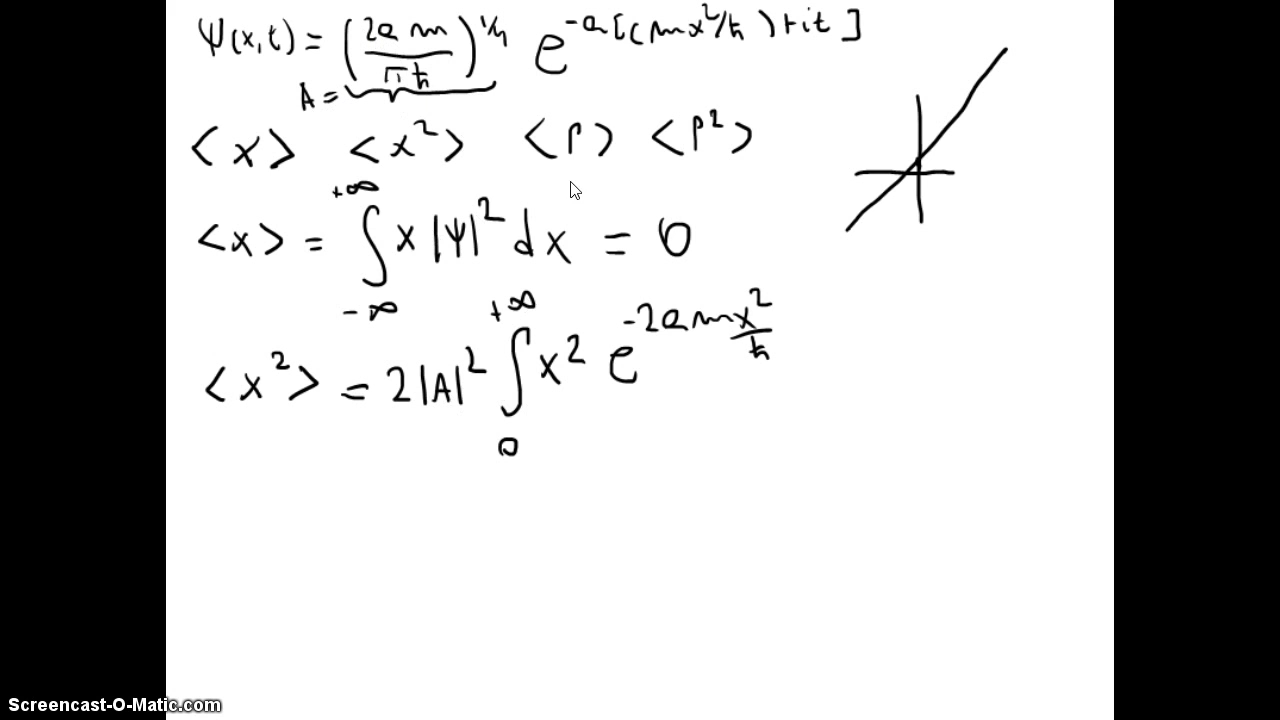 Ψ(x,t) = (2am/πħ)^1/4 e^-a[(mx²/ħ)+it]
A =
<x> <x²> <p> <p²>
<x> = ∫_-∞^+∞ x |Ψ|² dx = 0
<x²> = 2|A|² ∫_0^+∞ x² e^-2amx²/ħ
Screencast-O-Matic.com